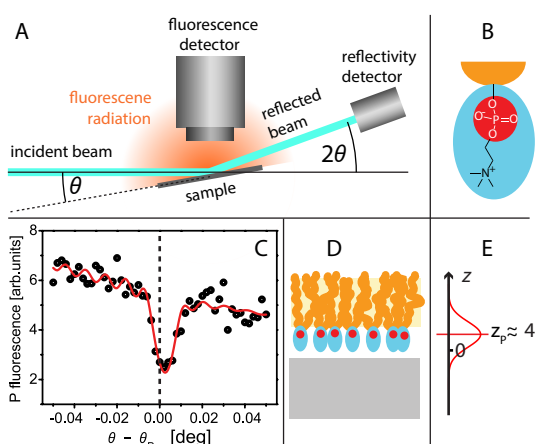 A
fluorescence
detector
reflectivity
detector
fluorescene
radiation
reflected
beam
incident beam
θ
2θ
sample
B
O
O
P
O
O
N
+
C
P fluorescence [arb.units]
8
6
4
2
-0.04
-0.02
0.00
0.02
0.04
θ - θ
[deg]
D
E
z
zₚ≈ 4
0